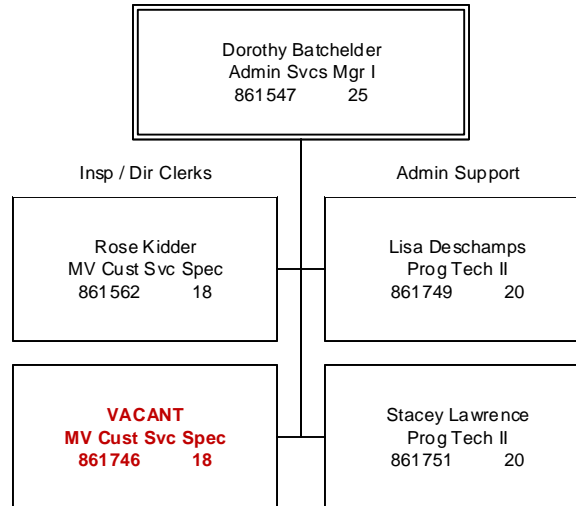 Dorothy Batchelder
Admin Svcs Mgr I
861547 25
Insp / Dir Clerks
Admin Support
Rose Kidder
MV Cust Svc Spec
861562 18
Lisa Deschamps
Prog Tech II
861749 20
VACANT
MV Cust Svc Spec
861746 18
Stacey Lawrence
Prog Tech II
861751 20